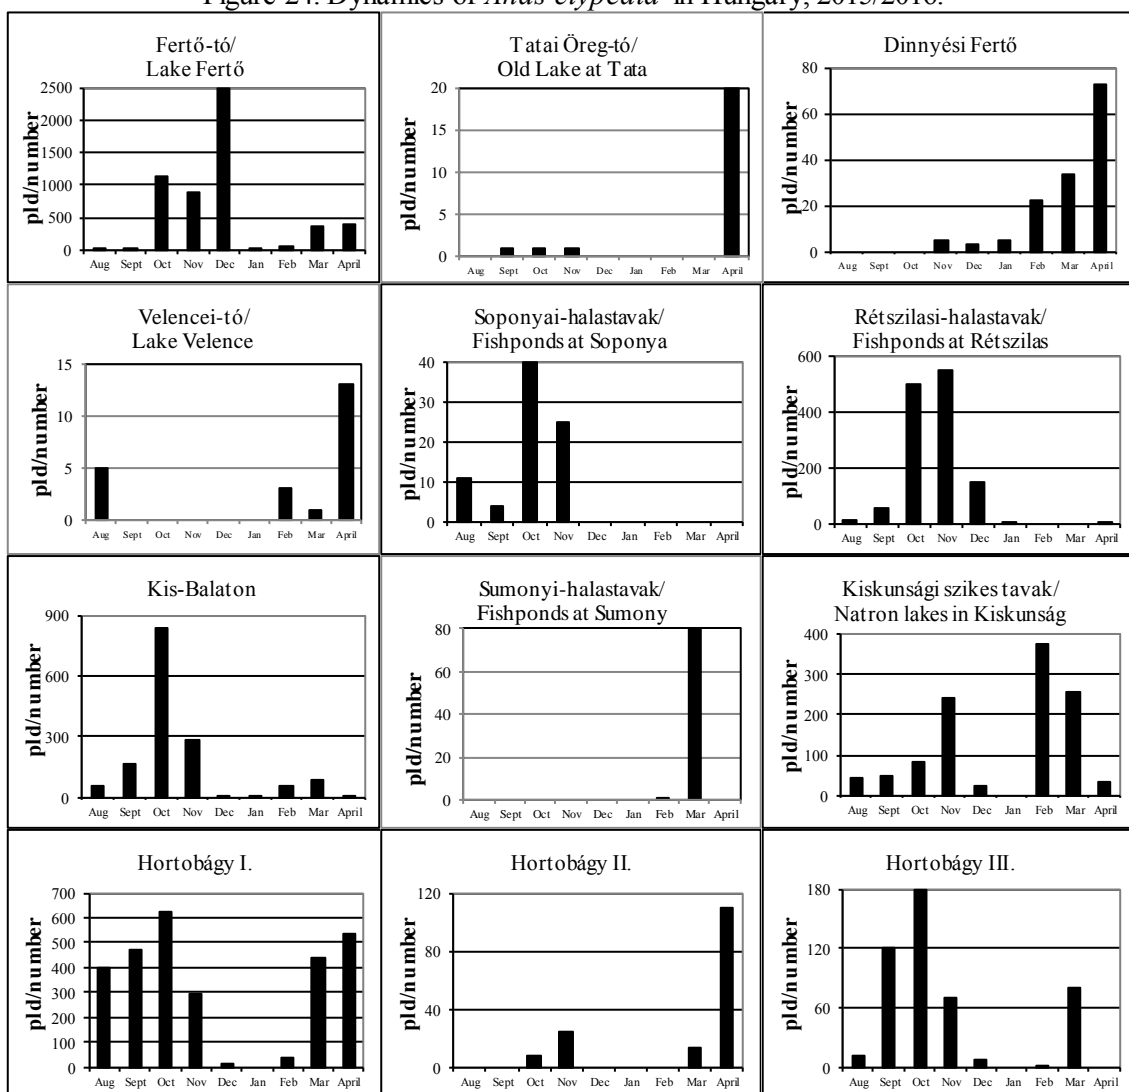 Figure 24. Dynamics of Anas clypeata in Hungary, 2015/2016.
Fertő-tó/
Lake Fertő
pld/number
2500
2000
1500
1000
500
0
Aug Sept Oct Nov Dec Jan Feb Mar April
Tatai Öreg-tó/
Old Lake at Tata
pld/number
20
15
10
5
0
Aug Sept Oct Nov Dec Jan Feb Mar April
Dinnyési Fertő
pld/number
80
60
40
20
0
Aug Sept Oct Nov Dec Jan Feb Mar April
Velencei-tó/
Lake Velence
pld/number
15
10
5
0
Aug Sept Oct Nov Dec Jan Feb Mar April
Soponyai-halastavak/
Fishponds at Soponya
pld/number
40
30
20
10
0
Aug Sept Oct Nov Dec Jan Feb Mar April
Rétszilasi-halastavak/
Fishponds at Rétszilas
pld/number
600
400
200
0
Aug Sept Oct Nov Dec Jan Feb Mar April
Kis-Balaton
pld/number
900
600
300
0
Aug Sept Oct Nov Dec Jan Feb Mar April
Sumonyi-halastavak/
Fishponds at Sumony
pld/number
80
60
40
20
0
Aug Sept Oct Nov Dec Jan Feb Mar April
Kiskunsági szikes tavak/
Natron lakes in Kiskunság
pld/number
400
300
200
100
0
Aug Sept Oct Nov Dec Jan Feb Mar April
Hortobágy I.
pld/number
700
600
500
400
300
200
100
0
Aug Sept Oct Nov Dec Jan Feb Mar April
Hortobágy II.
pld/number
120
80
40
0
Aug Sept Oct Nov Dec Jan Feb Mar April
Hortobágy III.
pld/number
180
120
60
0
Aug Sept Oct Nov Dec Jan Feb Mar April